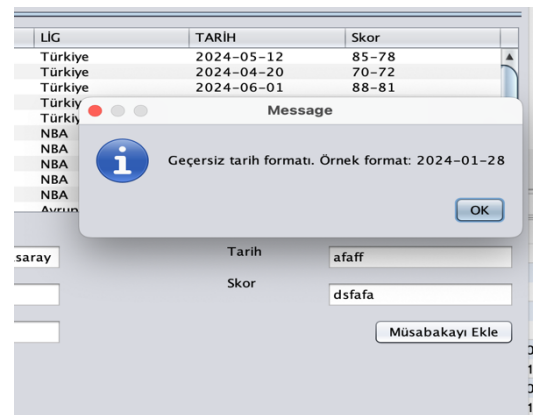 LİG TARİH Skor
Türkiye 2024-05-12 85-78
Türkiye 2024-04-20 70-72
Türkiye 2024-06-01 88-81
Message
NBA
NBA
NBA
NBA
NBA
Geçersiz tarih formatı. Örnek format: 2024-01-28
OK
saray Tarih afaff
Skor dsfafa
Müsabakayı Ekle